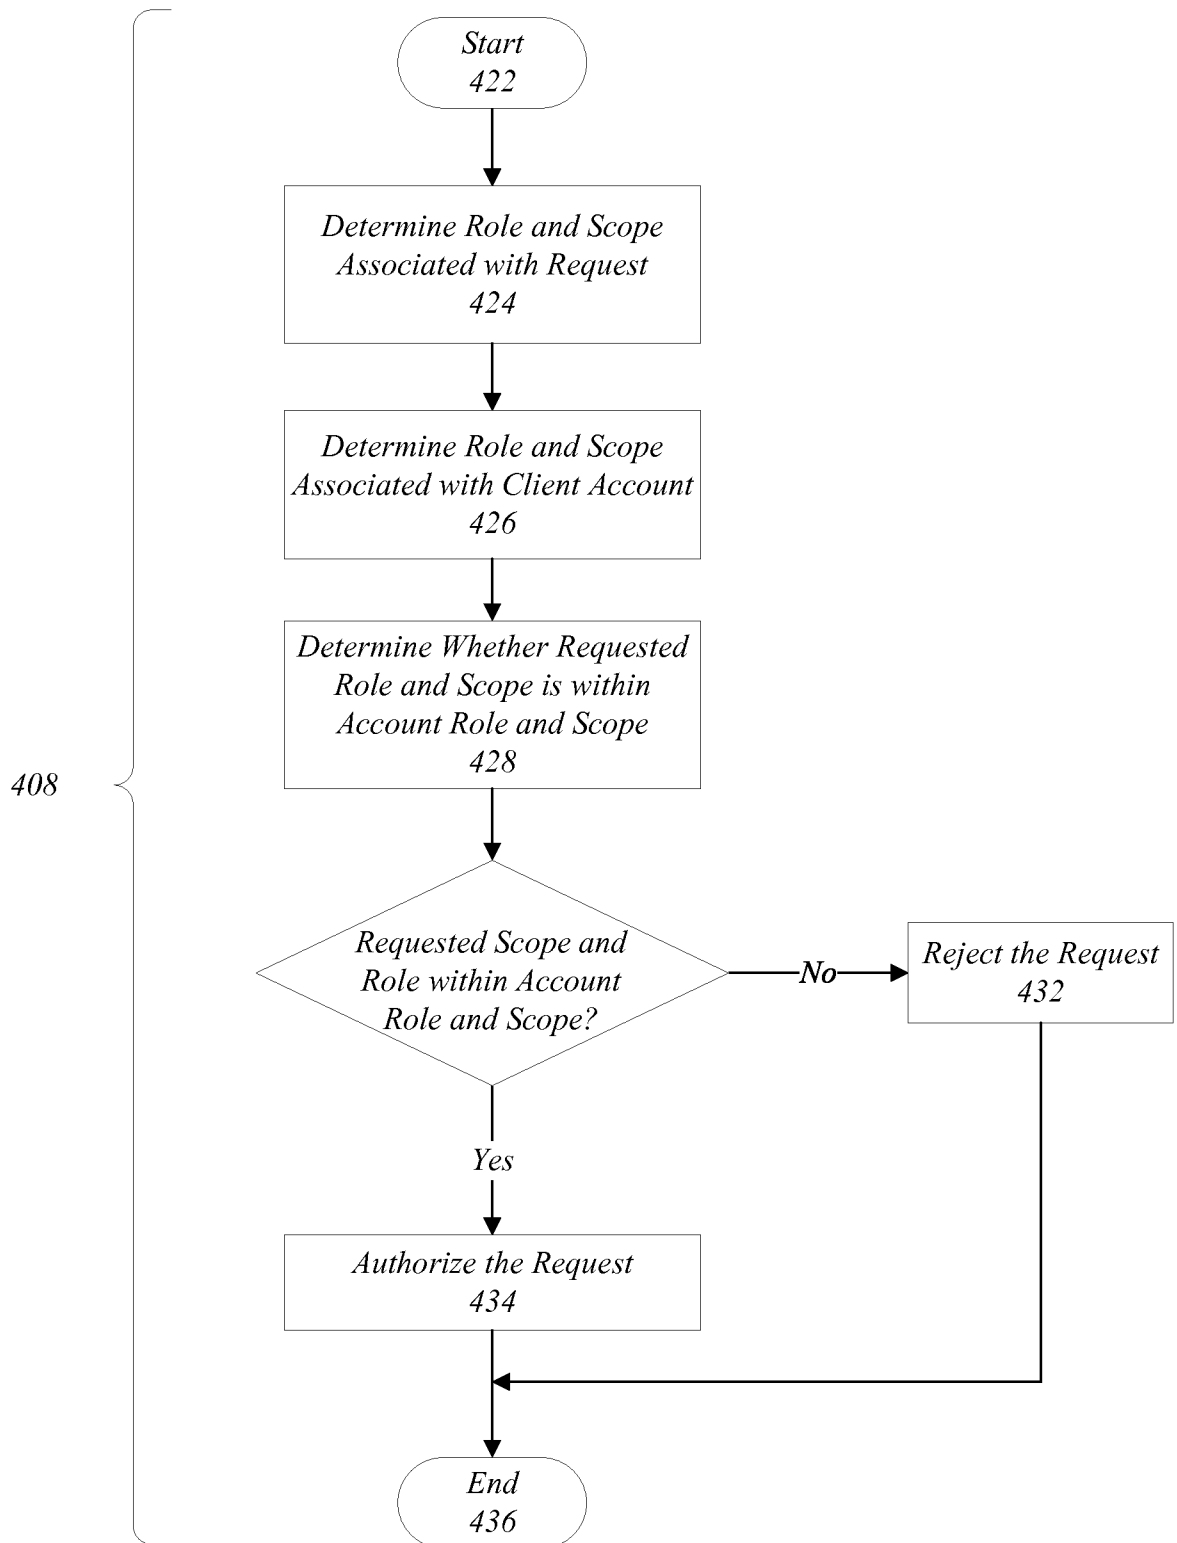 Start
422
Determine Role and Scope
Associated with Request
424
Determine Role and Scope
Associated with Client Account
426
Determine Whether Requested
Role and Scope is within
Account Role and Scope
428
408
Requested Scope and
Role within Account
Role and Scope?
No
Reject the Request
432
Yes
Authorize the Request
434
End
436